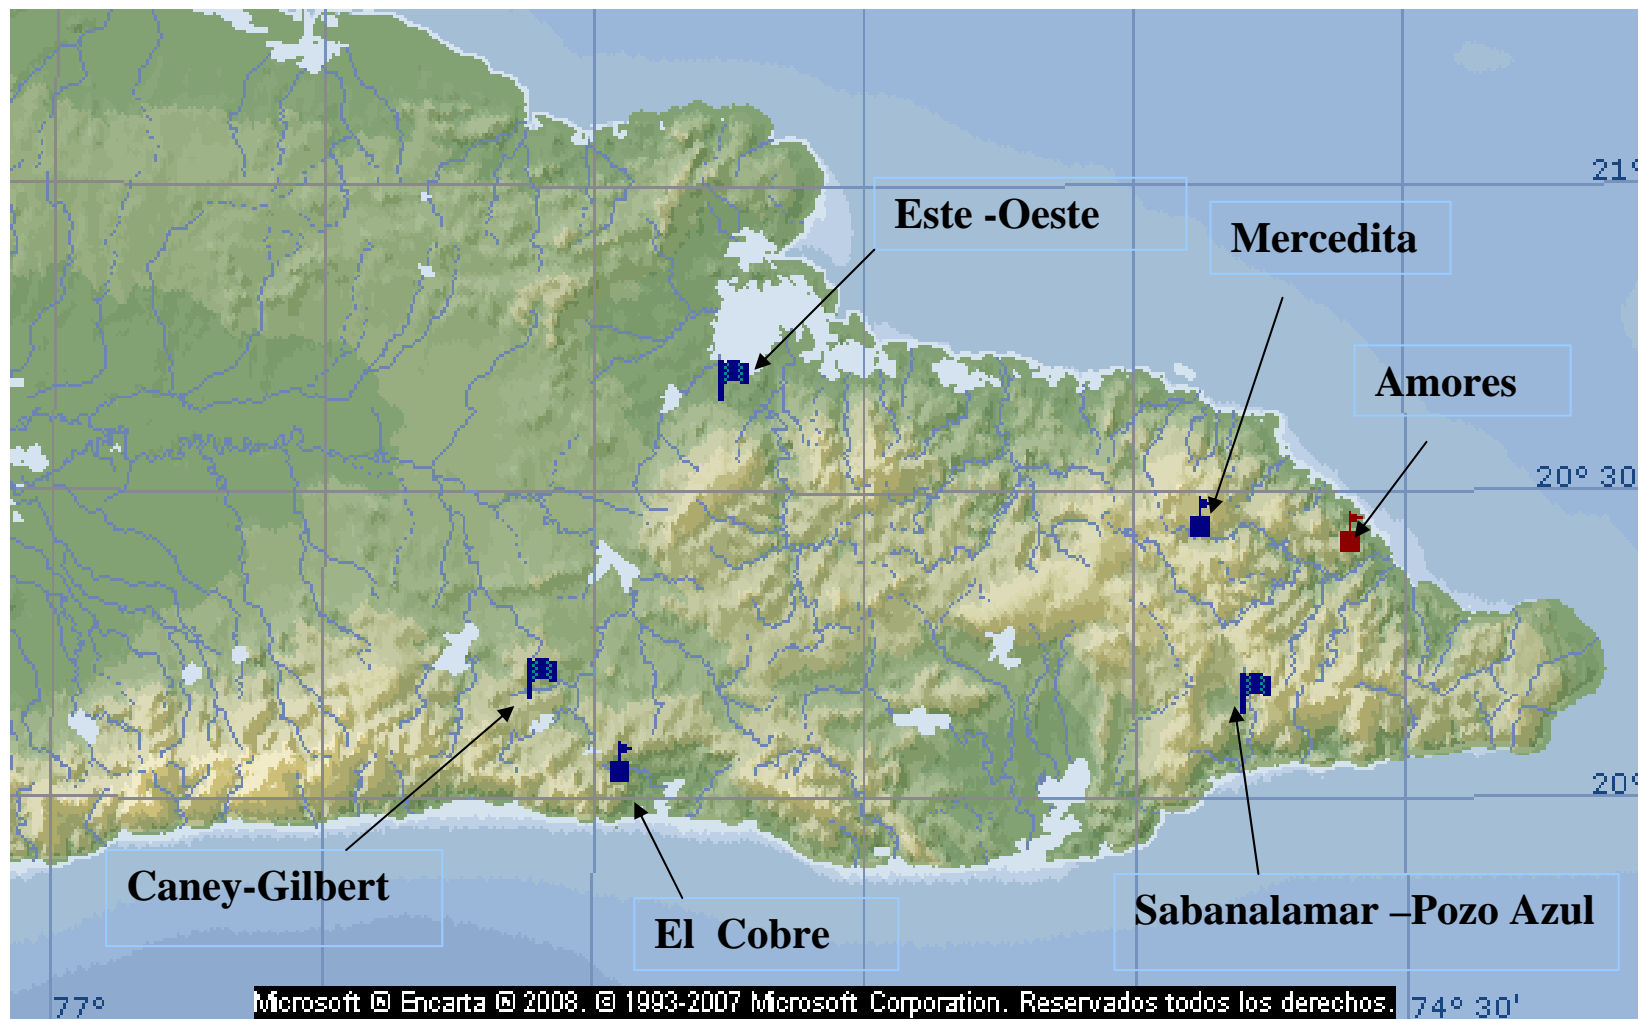 21°
Este -Oeste
Mercedita
Amores
20° 30
Caney-Gilbert
El Cobre
Sabanalamar –Pozo Azul
20°
77°
Microsoft ® Encarta ® 2008. © 1993-2007 Microsoft Corporation. Reservados todos los derechos.
74° 30'